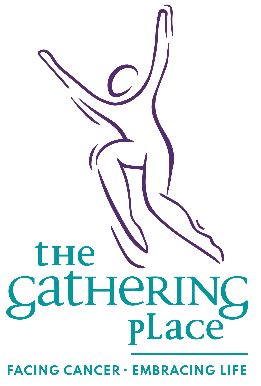 the
gathering
place
FACING CANCER · EMBRACING LIFE